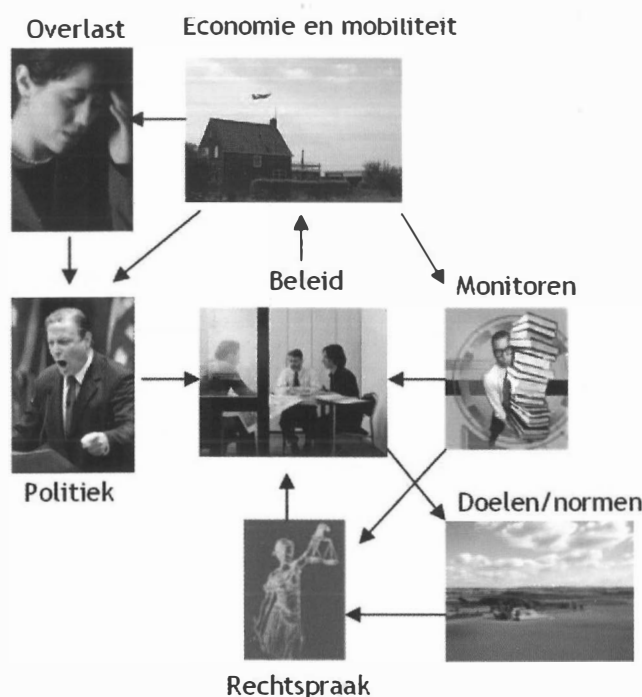 Overlast
Economie en mobiliteit
Beleid
Monitoren
Politiek
Doelen/normen
Rechtspraak